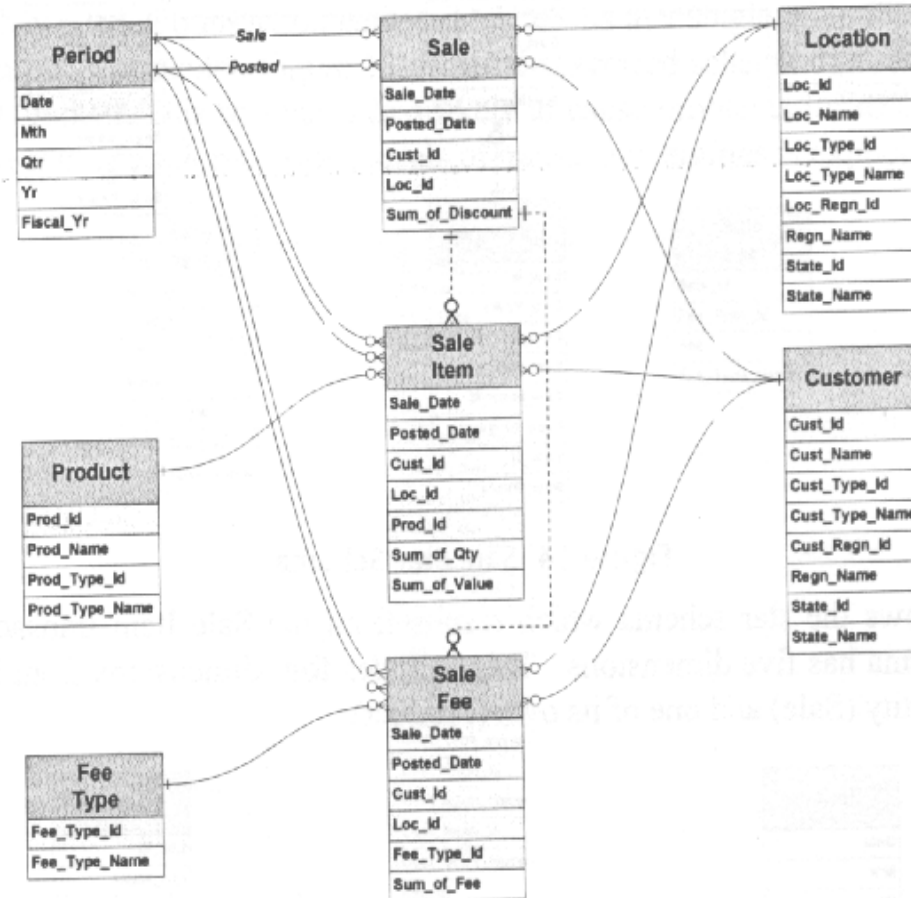 Period
Date
Mth
Qtr
Yr
Fiscal_Yr
Sale
Posted
Sale
Sale_Date
Posted_Date
Cust_Id
Loc_Id
Sum_of_Discount
Location
Loc_Id
Loc_Name
Loc_Type_Id
Loc_Type_Name
Loc_Regn_Id
Regn_Name
State_Id
State_Name
Sale
Item
Sale_Date
Posted_Date
Cust_Id
Loc_Id
Prod_Id
Sum_of_Qty
Sum_of_Value
Customer
Cust_Id
Cust_Name
Cust_Type_Id
Cust_Type_Name
Cust_Regn_Id
Regn_Name
State_Id
State_Name
Product
Prod_Id
Prod_Name
Prod_Type_Id
Prod_Type_Name
Sale
Fee
Sale_Date
Posted_Date
Cust_Id
Loc_Id
Fee_Type_Id
Sum_of_Fee
Fee
Type
Fee_Type_Id
Fee_Type_Name